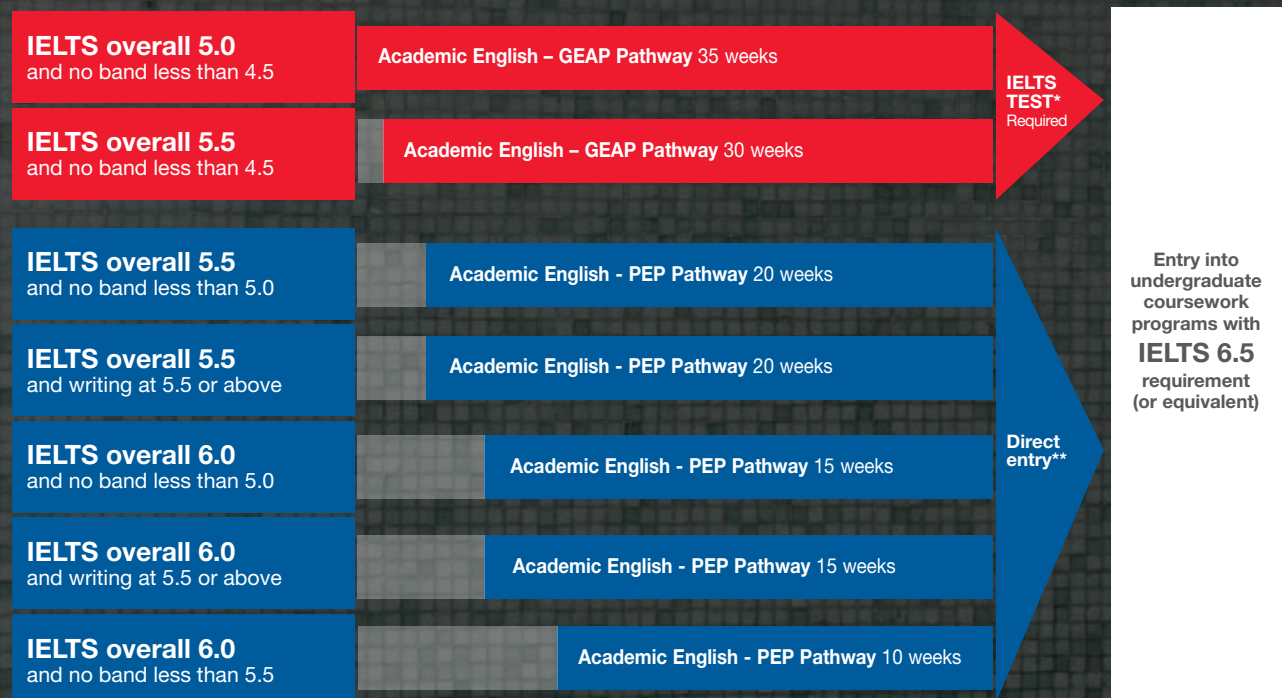 IELTS overall 5.0
and no band less than 4.5
Academic English – GEAP Pathway 35 weeks
IELTS overall 5.5
and no band less than 4.5
Academic English – GEAP Pathway 30 weeks
IELTS
TEST*
Required
IELTS overall 5.5
and no band less than 5.0
Academic English - PEP Pathway 20 weeks
IELTS overall 5.5
and writing at 5.5 or above
Academic English - PEP Pathway 20 weeks
IELTS overall 6.0
and no band less than 5.0
Academic English - PEP Pathway 15 weeks
IELTS overall 6.0
and writing at 5.5 or above
Academic English - PEP Pathway 15 weeks
IELTS overall 6.0
and no band less than 5.5
Academic English - PEP Pathway 10 weeks
Direct
entry**
Entry into
undergraduate
coursework
programs with
IELTS 6.5
requirement
(or equivalent)